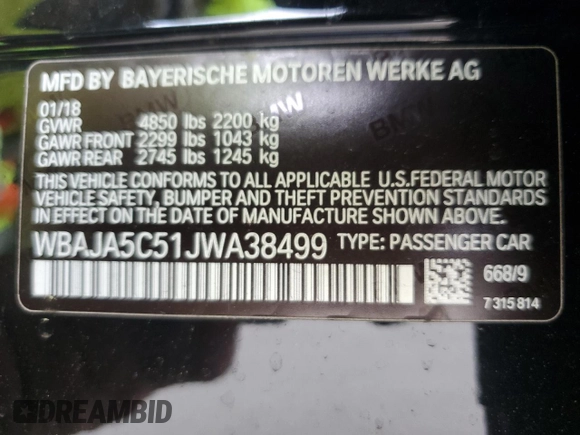 MFD BY BAYERISCHE MOTOREN WERKE AG
01/18
GVWR 4850 lbs 2200 kg
GAWR FRONT 2299 lbs 1043 kg
GAWR REAR 2745 lbs 1245 kg
THIS VEHICLE CONFORMS TO ALL APPLICABLE U.S.FEDERAL MOTOR
VEHICLE SAFETY, BUMPER AND THEFT PREVENTION STANDARDS
IN EFFECT ON THE DATE OF MANUFACTURE SHOWN ABOVE.
WBAJA5C51JWA38499 TYPE: PASSENGER CAR
668/9
7 315 814
DREAMBID